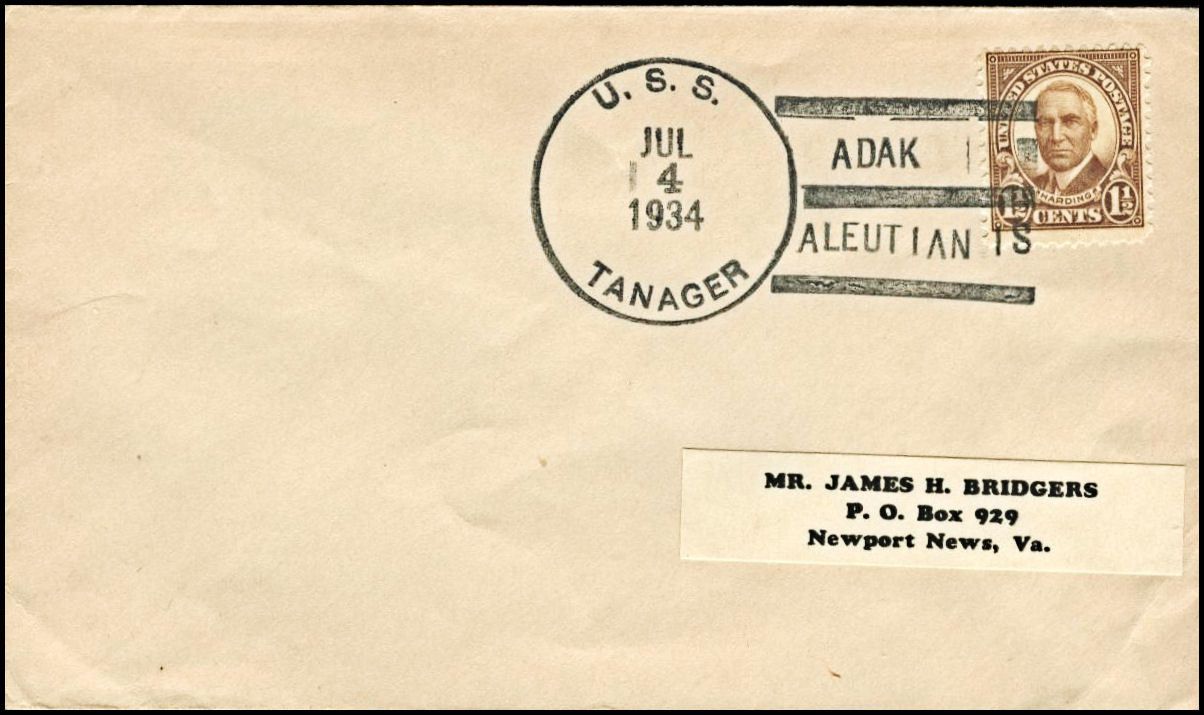 U. S. S.
JUL
4
1934
TANAGER
ADAK
ALEUTIAN IS
UNITED STATES POSTAGE
HARDING
1½ CENTS 1½
MR. JAMES H. BRIDGERS
P. O. Box 929
Newport News, Va.